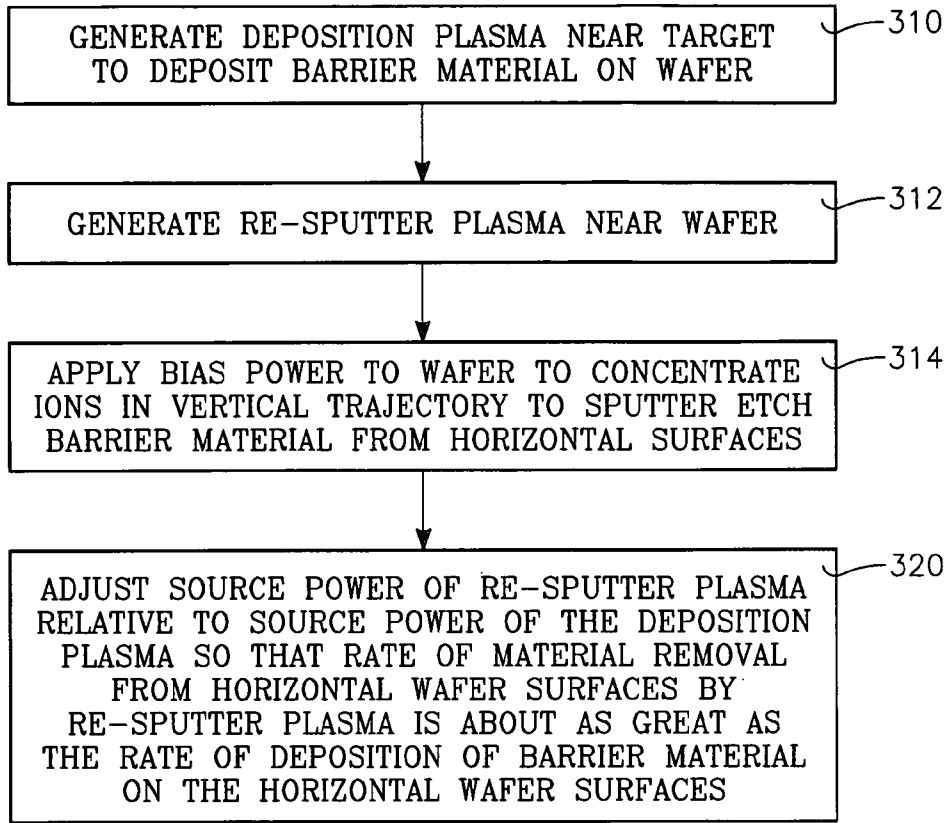 GENERATE DEPOSITION PLASMA NEAR TARGET
TO DEPOSIT BARRIER MATERIAL ON WAFER
310
GENERATE RE-SPUTTER PLASMA NEAR WAFER
312
APPLY BIAS POWER TO WAFER TO CONCENTRATE
IONS IN VERTICAL TRAJECTORY TO SPUTTER ETCH
BARRIER MATERIAL FROM HORIZONTAL SURFACES
314
ADJUST SOURCE POWER OF RE-SPUTTER PLASMA
RELATIVE TO SOURCE POWER OF THE DEPOSITION
PLASMA SO THAT RATE OF MATERIAL REMOVAL
FROM HORIZONTAL WAFER SURFACES BY
RE-SPUTTER PLASMA IS ABOUT AS GREAT AS
THE RATE OF DEPOSITION OF BARRIER MATERIAL
ON THE HORIZONTAL WAFER SURFACES
320